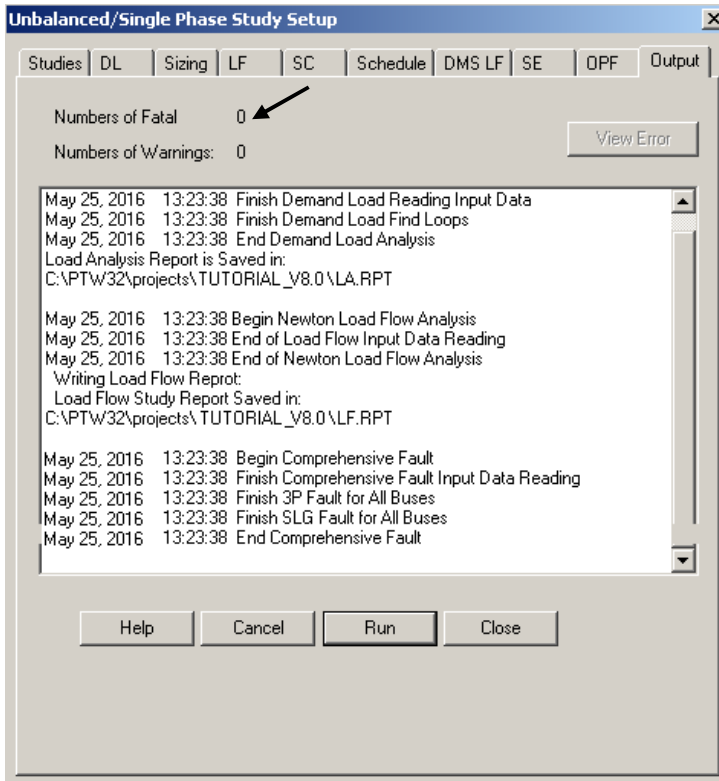 Unbalanced/Single Phase Study Setup
Studies DL Sizing LF SC Schedule DMS LF SE OPF Output
Numbers of Fatal 0
View Error
Numbers of Warnings: 0
May 25, 2016 13:23:38 Finish Demand Load Reading Input Data
May 25, 2016 13:23:38 Finish Demand Load Find Loops
May 25, 2016 13:23:38 End Demand Load Analysis
Load Analysis Report is Saved in:
C:\PTW32\projects\TUTORIAL_V8.0\LA.RPT
May 25, 2016 13:23:38 Begin Newton Load Flow Analysis
May 25, 2016 13:23:38 End of Load Flow Input Data Reading
May 25, 2016 13:23:38 End of Newton Load Flow Analysis
Writing Load Flow Reprot:
Load Flow Study Report Saved in:
C:\PTW32\projects\TUTORIAL_V8.0\LF.RPT
May 25, 2016 13:23:38 Begin Comprehensive Fault
May 25, 2016 13:23:38 Finish Comprehensive Fault Input Data Reading
May 25, 2016 13:23:38 Finish 3P Fault for All Buses
May 25, 2016 13:23:38 Finish SLG Fault for All Buses
May 25, 2016 13:23:38 End Comprehensive Fault
Help Cancel Run Close